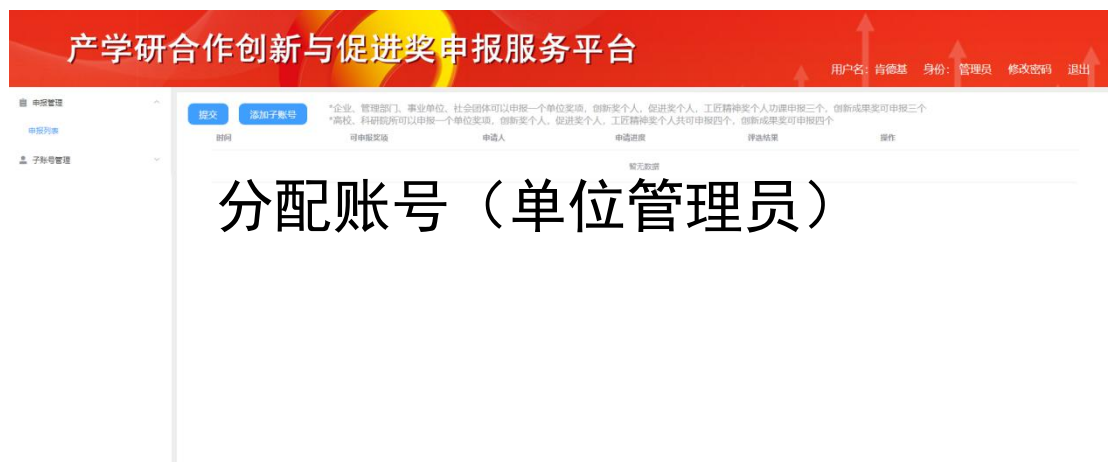 产学研合作创新与促进奖申报服务平台
用户名：肯德基 身份：管理员 修改密码 退出
申报管理
申报列表
子账号管理
提交 添加子账号
*企业、管理部门、事业单位、社会团体可以申报一个单位奖项，创新奖个人、促进奖个人、工匠精神奖个人功课申报三个，创新成果奖可申报三个
*高校、科研院所可以申报一个单位奖项，创新奖个人、促进奖个人、工匠精神奖个人共可申报四个，创新成果奖可申报四个
时间 可申报奖项 申请人 申请进度 评选结果 操作
暂无数据
分配账号（单位管理员）